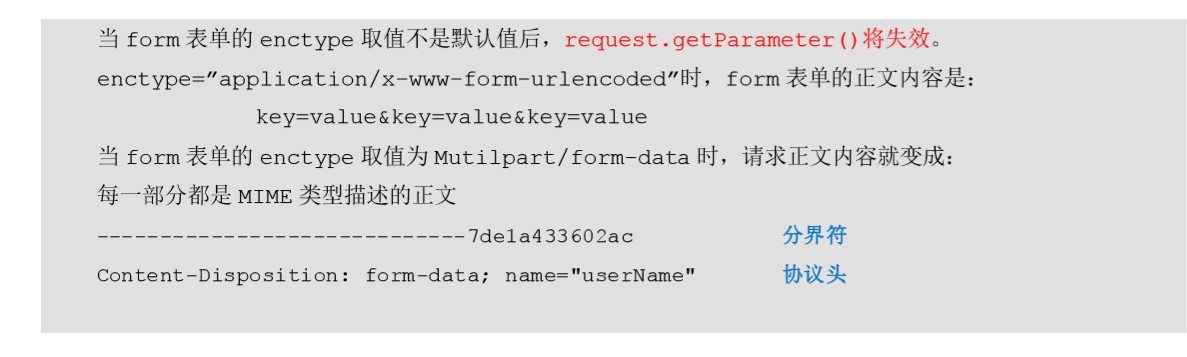 当 form 表单的 enctype 取值不是默认值后，request.getParameter()将失效。
enctype=”application/x-www-form-urlencoded”时，form 表单的正文内容是：
key=value&key=value&key=value
当 form 表单的 enctype 取值为 Mutilpart/form-data 时，请求正文内容就变成：
每一部分都是 MIME 类型描述的正文
-----------------------------7de1a433602ac 分界符
Content-Disposition: form-data; name="userName" 协议头